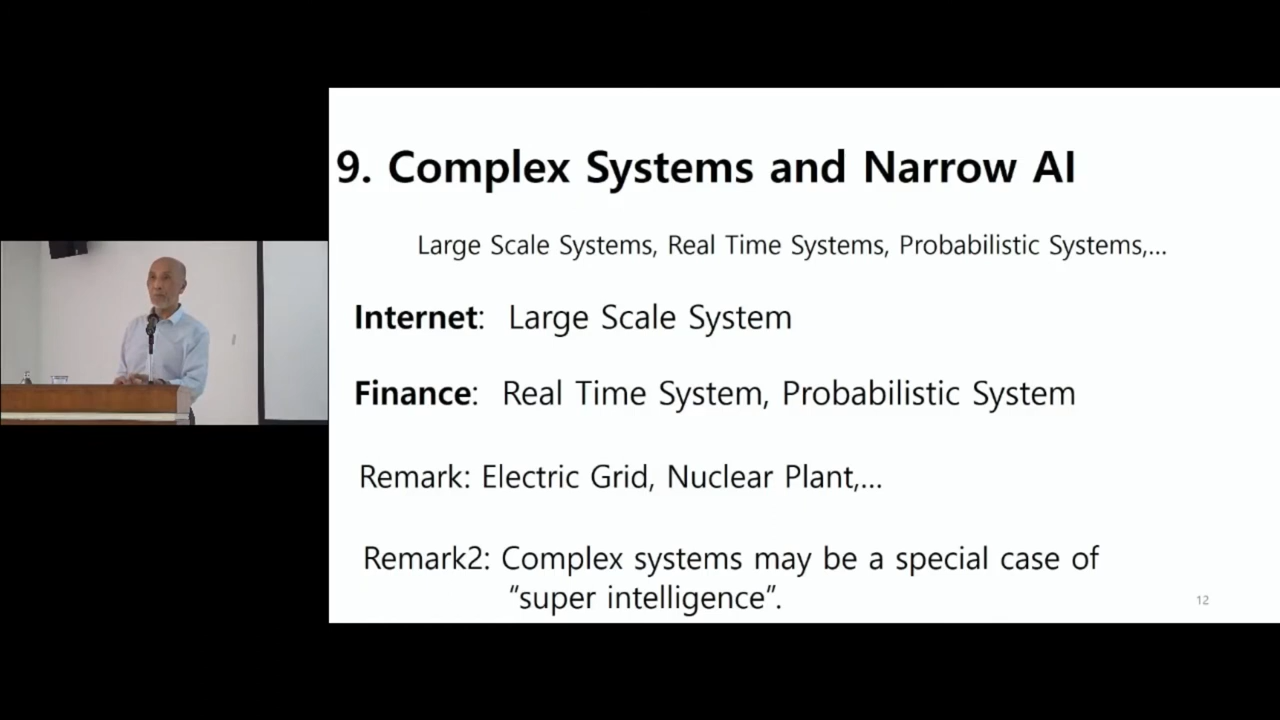 9. Complex Systems and Narrow AI
Large Scale Systems, Real Time Systems, Probabilistic Systems,...
Internet: Large Scale System
Finance: Real Time System, Probabilistic System
Remark: Electric Grid, Nuclear Plant,...
Remark2: Complex systems may be a special case of
“super intelligence”.
12